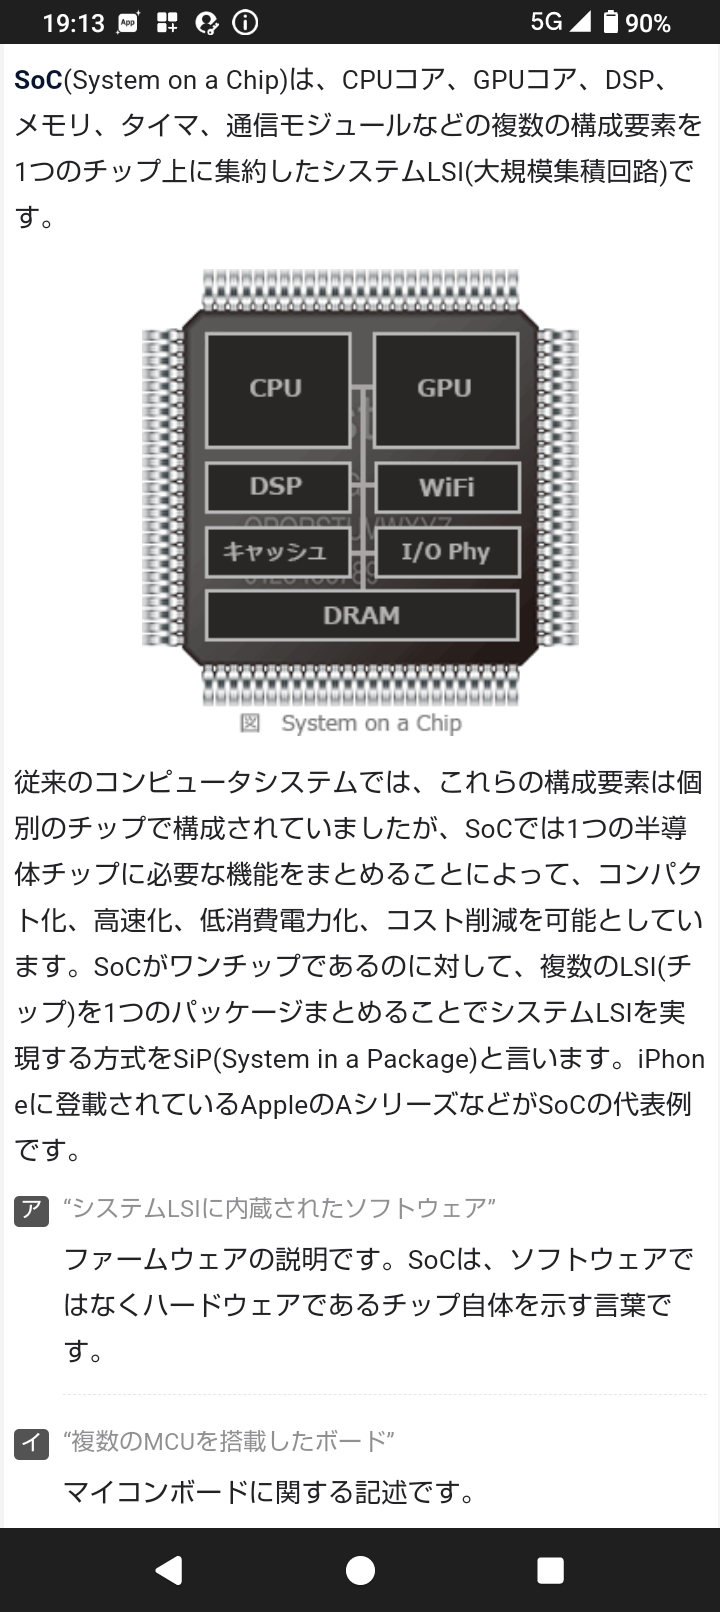 19:13
App
5G
90%
SoC(System on a Chip)は、CPUコア、GPUコア、DSP、
メモリ、タイマ、通信モジュールなどの複数の構成要素を
1つのチップ上に集約したシステムLSI(大規模集積回路)で
す。
CPU
GPU
DSP
WiFi
キャッシュ
I/O Phy
DRAM
図 System on a Chip
従来のコンピュータシステムでは、これらの構成要素は個
別のチップで構成されていましたが、SoCでは1つの半導
体チップに必要な機能をまとめることによって、コンパク
ト化、高速化、低消費電力化、コスト削減を可能としてい
ます。SoCがワンチップであるのに対して、複数のLSI(チ
ップ)を1つのパッケージまとめることでシステムLSIを実
現する方式をSiP(System in a Package)と言います。iPhon
eに登載されているAppleのAシリーズなどがSoCの代表例
です。
ア “システムLSIに内蔵されたソフトウェア”
ファームウェアの説明です。SoCは、ソフトウェアで
はなくハードウェアであるチップ自体を示す言葉で
す。
イ “複数のMCUを搭載したボード”
マイコンボードに関する記述です。